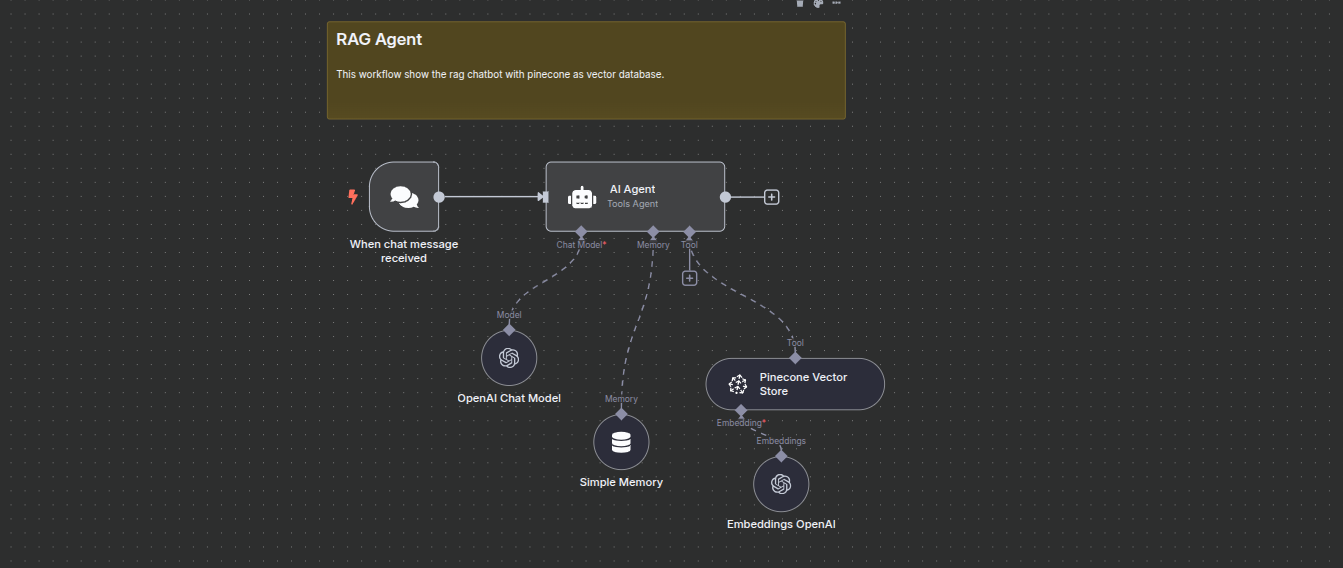 RAG Agent
This workflow show the rag chatbot with pinecone as vector database.
AI Agent
Tools Agent
When chat message
received
Chat Model*
Memory
Tool
Model
OpenAI Chat Model
Memory
Simple Memory
Tool
Pinecone Vector
Store
Embedding*
Embeddings
Embeddings OpenAI